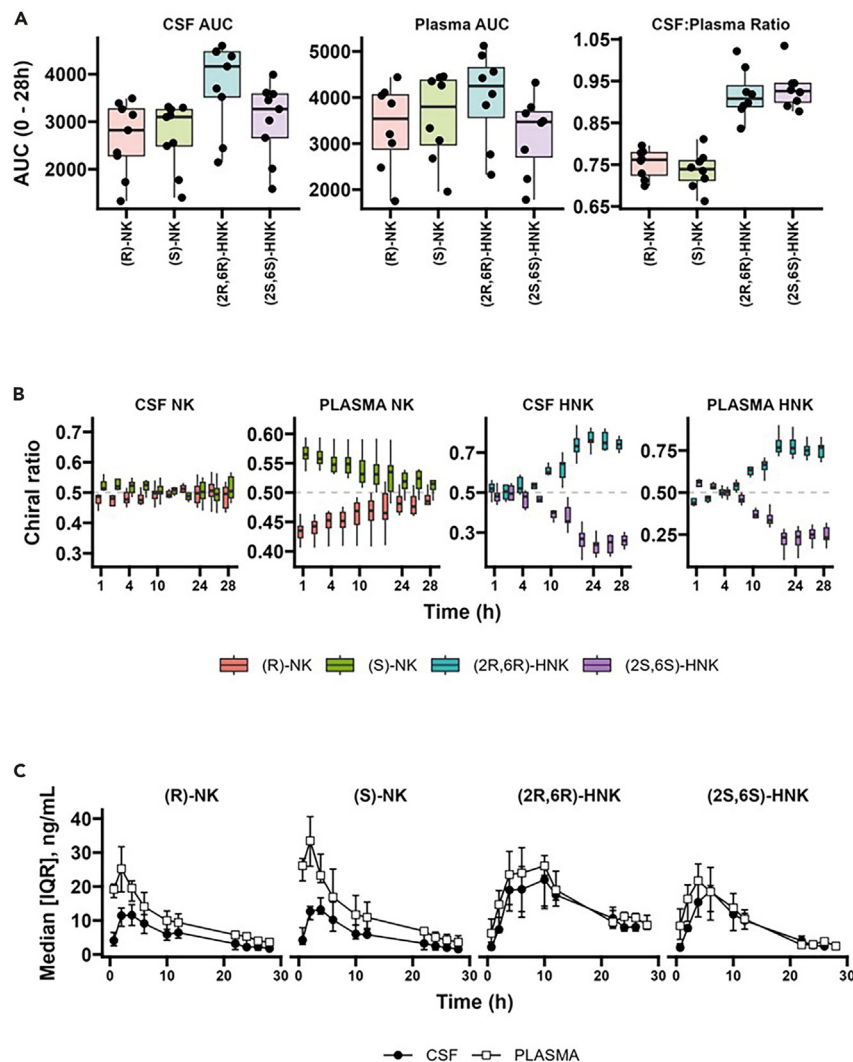 A
CSF AUC
Plasma AUC
CSF:Plasma Ratio
AUC (0 - 28h)
4000
3000
2000
5000
4000
3000
2000
1.05
0.95
0.85
0.75
0.65
(R)-NK
(S)-NK
(2R,6R)-HNK
(2S,6S)-HNK
(R)-NK
(S)-NK
(2R,6R)-HNK
(2S,6S)-HNK
(R)-NK
(S)-NK
(2R,6R)-HNK
(2S,6S)-HNK
B
CSF NK
PLASMA NK
CSF HNK
PLASMA HNK
Chiral ratio
0.7
0.6
0.5
0.4
0.3
0.60
0.55
0.50
0.45
0.40
0.7
0.5
0.3
0.75
0.50
0.25
1 4 10 24 28
1 4 10 24 28
1 4 10 24 28
1 4 10 24 28
Time (h)
(R)-NK (S)-NK (2R,6R)-HNK (2S,6S)-HNK
C
(R)-NK
(S)-NK
(2R,6R)-HNK
(2S,6S)-HNK
Median [IQR], ng/mL
40
30
20
10
0
0 10 20 30
0 10 20 30
0 10 20 30
0 10 20 30
Time (h)
CSF PLASMA